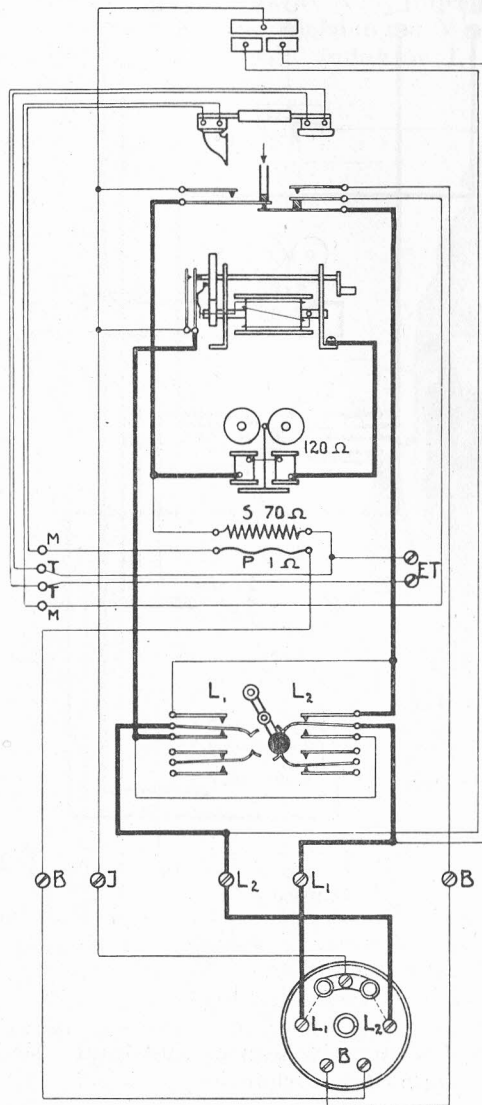 120 Ω
S 70 Ω
M
T
P 1 Ω
ET
T
M
L₁ L₂
B J L₂ L₁ B
L₁ L₂
B